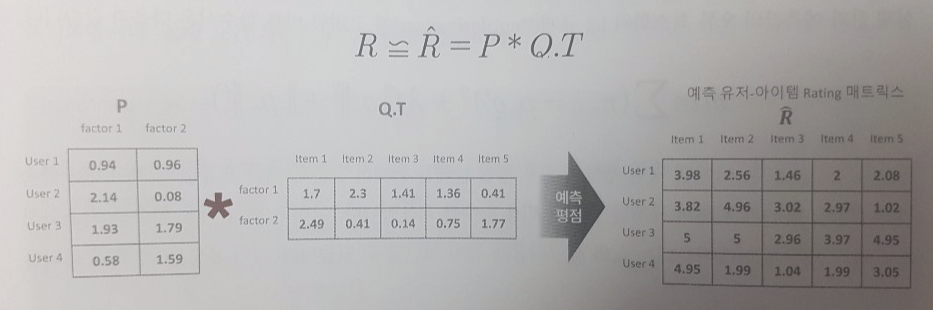 R ≌ R̂ = P * Q.T
P
factor 1 factor 2
User 1 0.94 0.96
User 2 2.14 0.08
User 3 1.93 1.79
User 4 0.58 1.59
*
Q.T
Item 1 Item 2 Item 3 Item 4 Item 5
factor 1 1.7 2.3 1.41 1.36 0.41
factor 2 2.49 0.41 0.14 0.75 1.77
예측
평점
예측 유저-아이템 Rating 매트릭스
R̂
Item 1 Item 2 Item 3 Item 4 Item 5
User 1 3.98 2.56 1.46 2 2.08
User 2 3.82 4.96 3.02 2.97 1.02
User 3 5 5 2.96 3.97 4.95
User 4 4.95 1.99 1.04 1.99 3.05